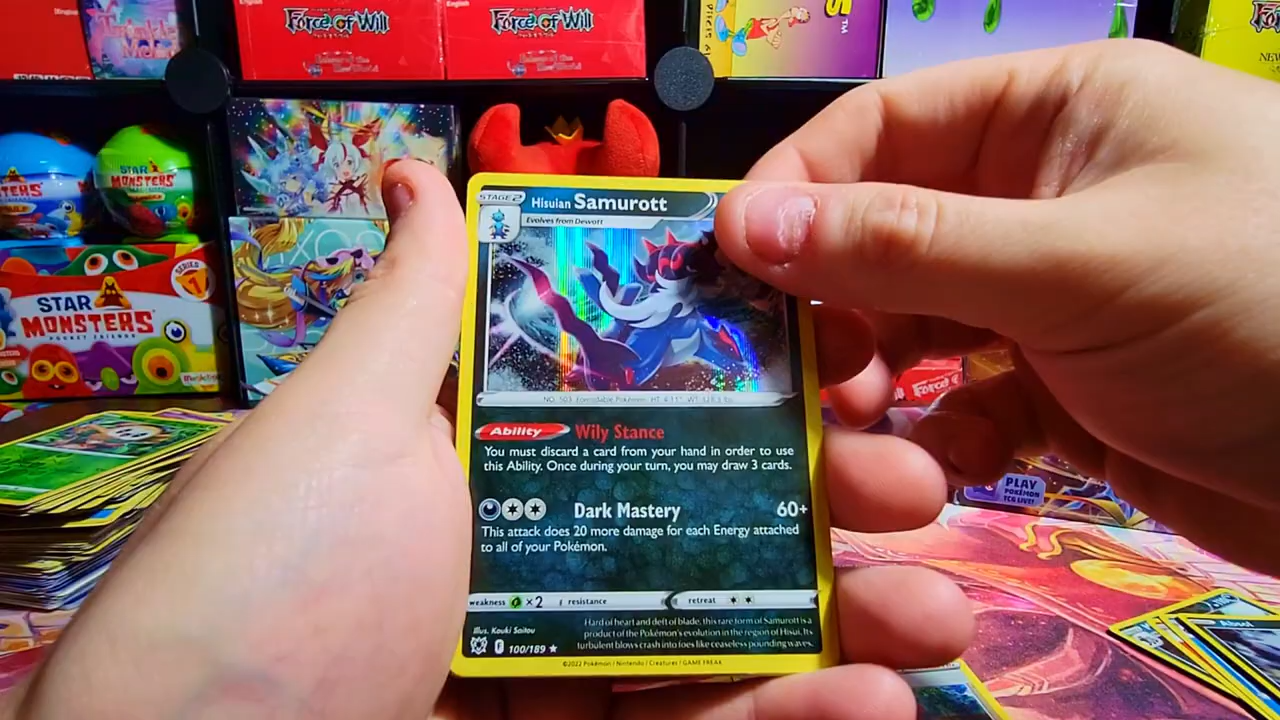 English
Force of Will
English
Force of Will
STAR
MONSTERS
STAR
MONSTERS
SERIES
1
POCKET FRIENDS
STAGE 2
Hisuian Samurott
Evolves from Dewott
NO. 503 Formidable Pokémon HT: 4'11" WT: 128.3 lbs.
Ability Wily Stance
You must discard a card from your hand in order to use
this Ability. Once during your turn, you may draw 3 cards.
Dark Mastery 60+
This attack does 20 more damage for each Energy attached
to all of your Pokémon.
weakness ×2 resistance retreat
Illus. Kouki Saitou
Hard of heart and deft of blade, this rare form of Samurott is a
product of the Pokémon's evolution in the region of Hisui. Its
turbulent blows crash into foes like ceaseless pounding waves.
F 100/189 ★
©2022 Pokémon / Nintendo / Creatures / GAME FREAK
PLAY
POKÉMON
TCG LIVE!
Absol